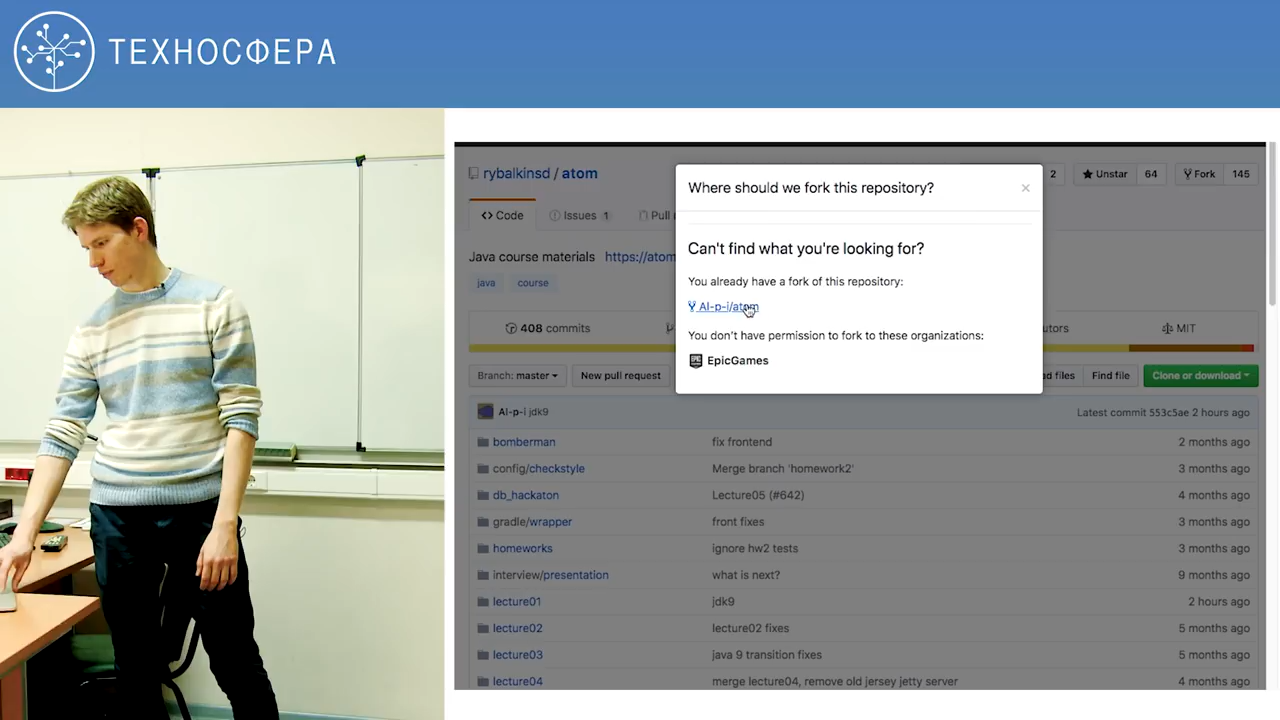 ТЕХНОСФЕРА
rybalkinsd / atom
2
Unstar 64
Fork 145
Code
Issues 1
Pull
Java course materials https://atom
java course
408 commits
MIT
Branch: master
New pull request
Find file
Clone or download
Where should we fork this repository?
×
Can't find what you're looking for?
You already have a fork of this repository:
Al-p-i/atom
You don't have permission to fork to these organizations:
EpicGames
Al-p-i jdk9 Latest commit 553c5ae 2 hours ago
bomberman fix frontend 2 months ago
config/checkstyle Merge branch 'homework2' 3 months ago
db_hackaton Lecture05 (#642) 4 months ago
gradle/wrapper front fixes 3 months ago
homeworks ignore hw2 tests 3 months ago
interview/presentation what is next? 9 months ago
lecture01 jdk9 2 hours ago
lecture02 lecture02 fixes 5 months ago
lecture03 java 9 transition fixes 5 months ago
lecture04 merge lecture04, remove old jersey jetty server 4 months ago